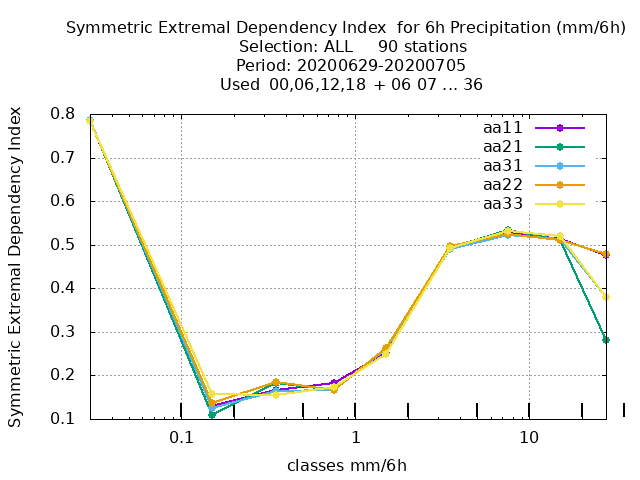 Symmetric Extremal Dependency Index  for 6h Precipitation (mm/6h)
Selection: ALL     90 stations
Period: 20200629-20200705
Used  00,06,12,18  + 06 07 ... 36
Symmetric Extremal Dependency Index
0.8
0.7
0.6
0.5
0.4
0.3
0.2
0.1
aa11
aa21
aa31
aa22
aa33
0.1
1
10
classes mm/6h